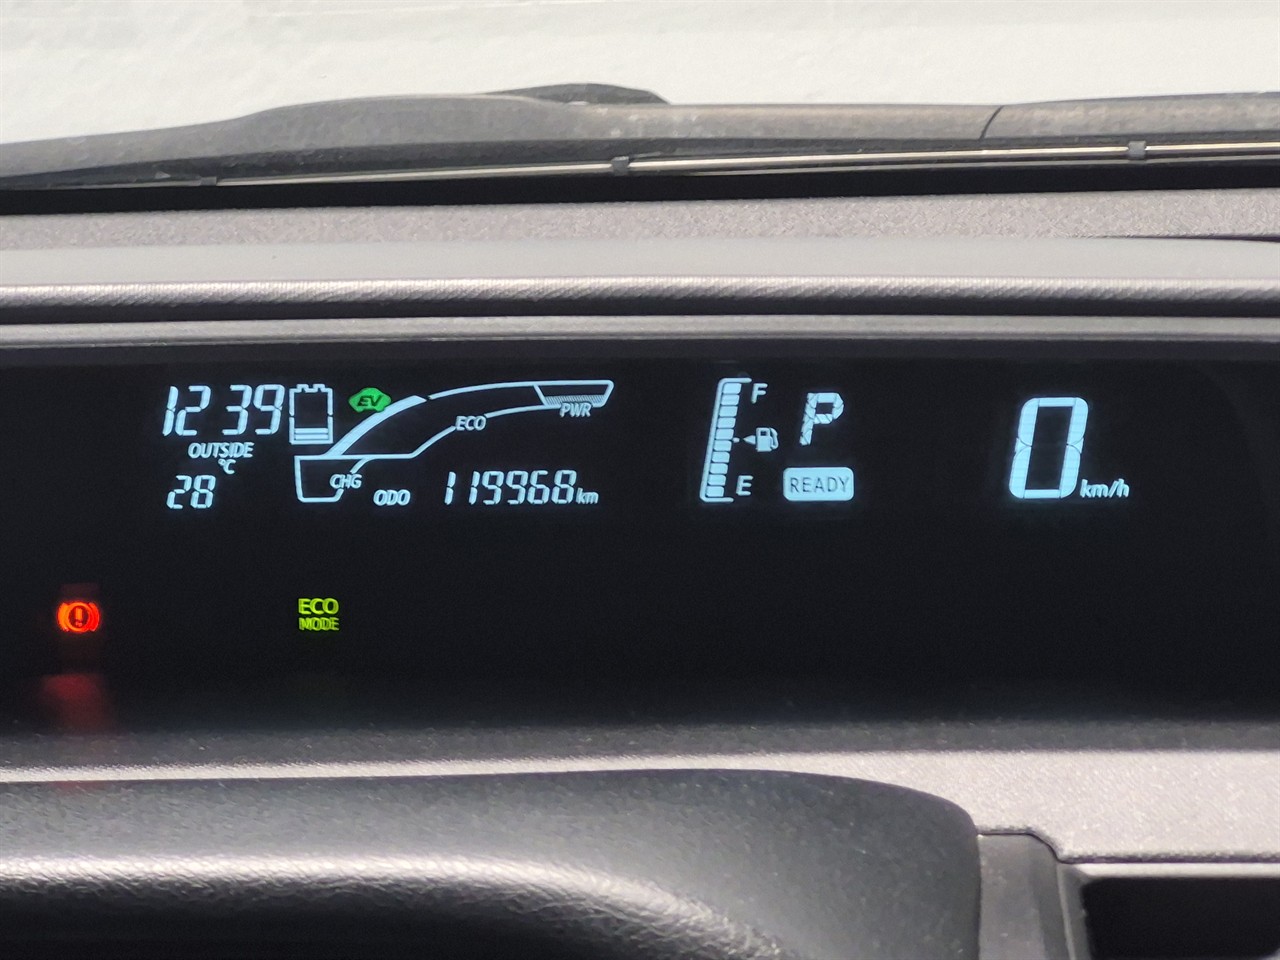 12 39
EV
F
P
0
km/h
ECO
PWR
OUTSIDE
°C
28
CHG
ODO
119968 km
E
READY
ECO
MODE